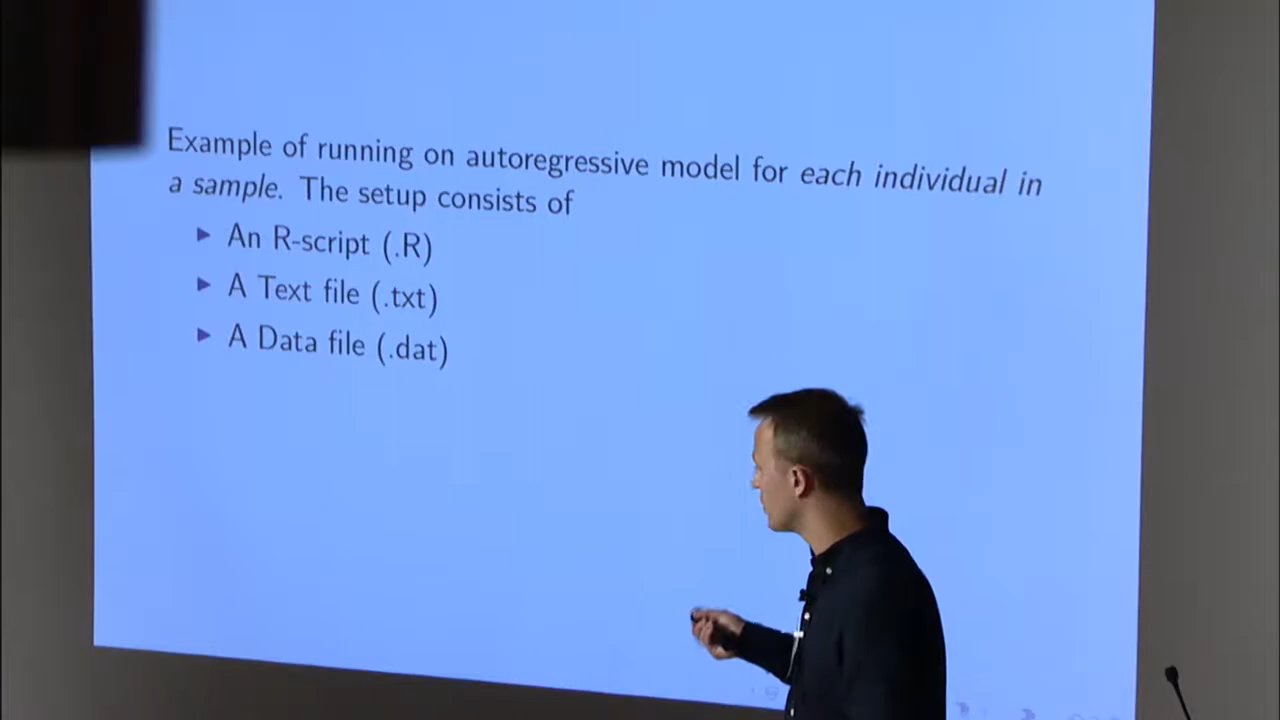 Example of running on autoregressive model for each individual in
a sample. The setup consists of
An R-script (.R)
A Text file (.txt)
A Data file (.dat)